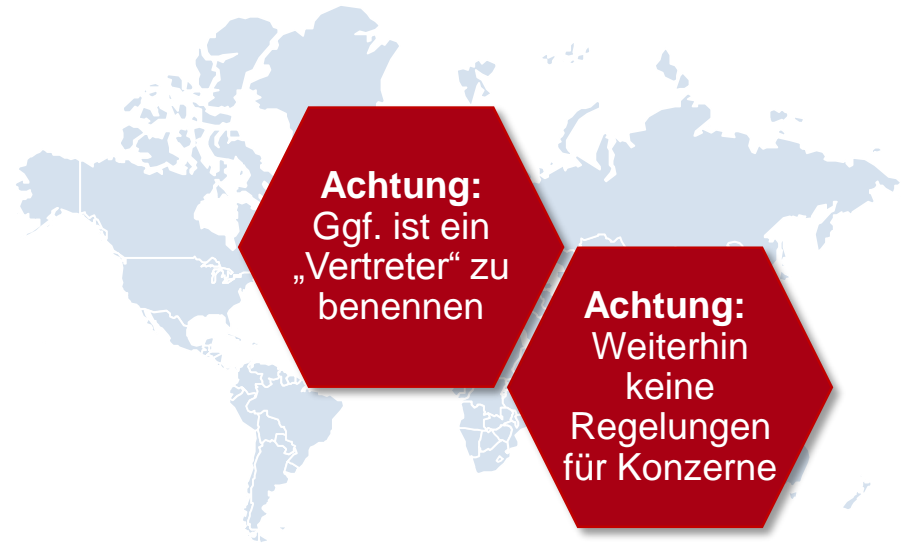 Achtung:
Ggf. ist ein
„Vertreter“ zu
benennen
Achtung:
Weiterhin
keine
Regelungen
für Konzerne